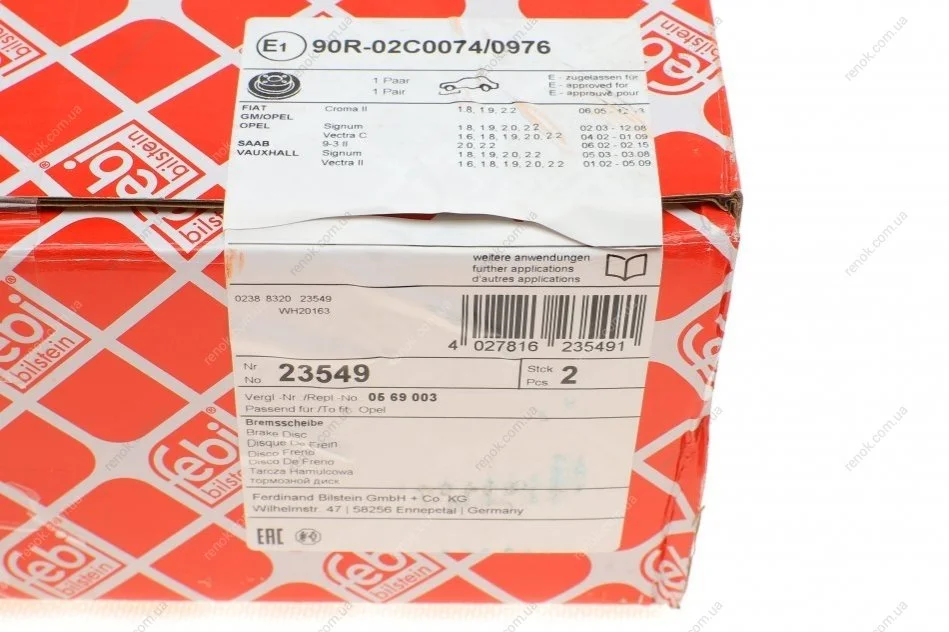 E1 90R-02C0074/0976
1 Paar
1 Pair
E - zugelassen für
E - approved for
E - approuvé pour
FIAT Croma II 1.8, 1.9, 2.2 06.05 -
GM/OPEL
OPEL Signum 1.8, 1.9, 2.0, 2.2 02.03 - 12.08
Vectra C 1.6, 1.8, 1.9, 2.0, 2.2 04.02 - 01.09
SAAB 9-3 II 2.0, 2.2 06.02 - 02.15
VAUXHALL Signum 1.8, 1.9, 2.0, 2.2 05.03 - 03.08
Vectra II 1.6, 1.8, 1.9, 2.0, 2.2 01.02 - 05.09
weitere anwendungen
further applications
d'autres applications
0238 8320 23549
WH20163
4 027816 235491
Nr
No. 23549
Stck
Pcs 2
Vergl.-Nr./Repl.-No. 05 69 003
Passend für/To fit: Opel
Bremsscheibe
Brake Disc
Disque De Frein
Disco Freno
Disco De Freno
Tarcza Hamulcowa
тормозной диск
Ferdinand Bilstein GmbH + Co. KG
Wilhelmstr. 47 | 58256 Ennepetal | Germany
EAC
febi
bilstein
renok.com.ua